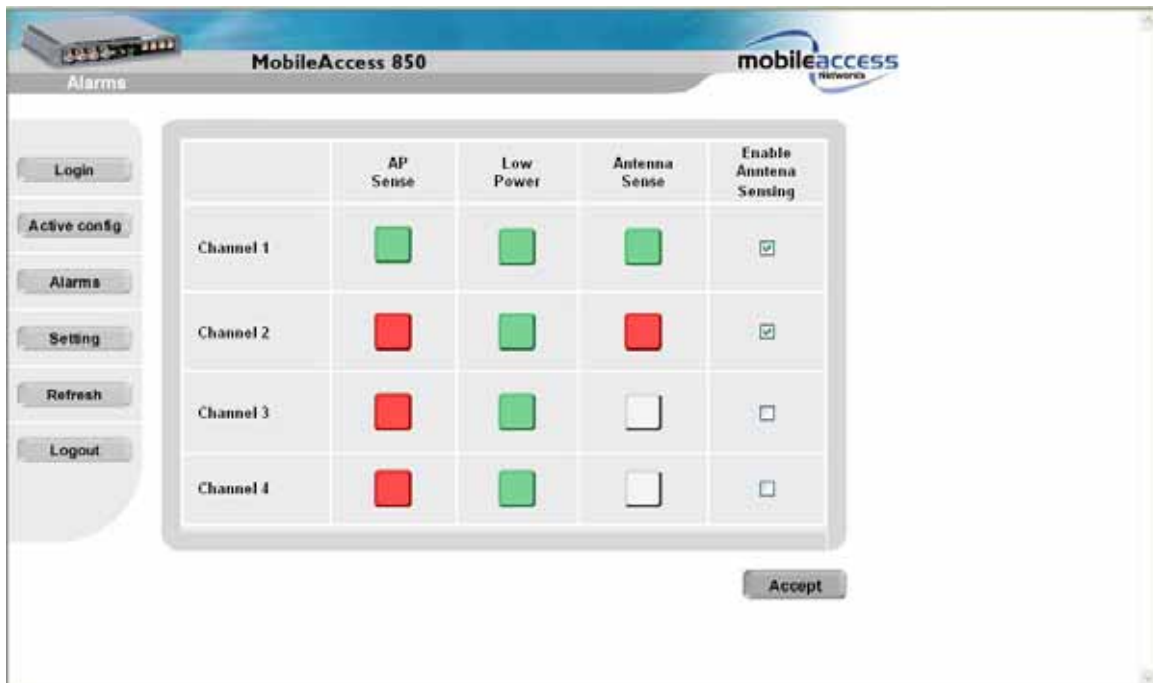 MobileAccess 850
mobileaccess
Networks
Alarms
Login
Active config
Alarms
Setting
Refresh
Logout
AP
Sense
Low
Power
Antenna
Sense
Enable
Anntena
Sensing
Channel 1
Channel 2
Channel 3
Channel 4
Accept